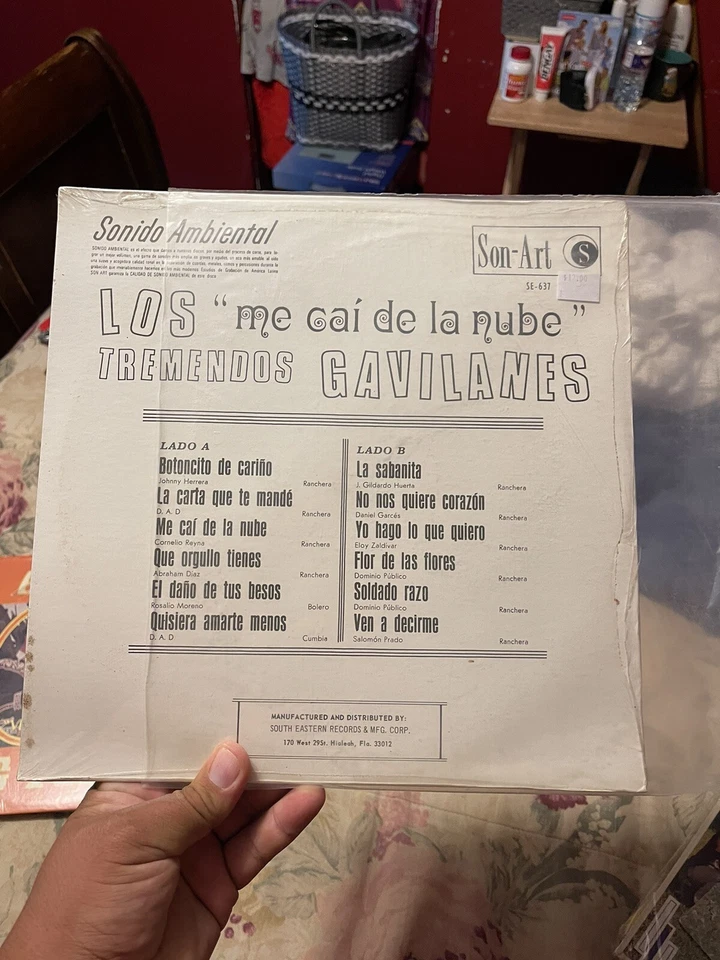 Sonido Ambiental
Son-Art S
SE-637
LOS "me caí de la nube"
TREMENDOS GAVILANES
LADO A
Botoncito de cariño
Johnny Herrera Ranchera
La carta que te mandé
D. A. D Ranchera
Me caí de la nube
Cornelio Reyna Ranchera
Que orgullo tienes
Abraham Diaz Ranchera
El daño de tus besos
Rosalio Moreno Bolero
Quisiera amarte menos
D. A. D Cumbia
LADO B
La sabanita
J. Gildardo Huerta Ranchera
No nos quiere corazón
Daniel Garcés Ranchera
Yo hago lo que quiero
Eloy Zaldívar Ranchera
Flor de las flores
Dominio Público Ranchera
Soldado razo
Dominio Público Ranchera
Ven a decirme
Salomón Prado Ranchera
MANUFACTURED AND DISTRIBUTED BY:
SOUTH EASTERN RECORDS & MFG. CORP.
170 West 29St. Hialeah, Fla. 33012
BENGAY